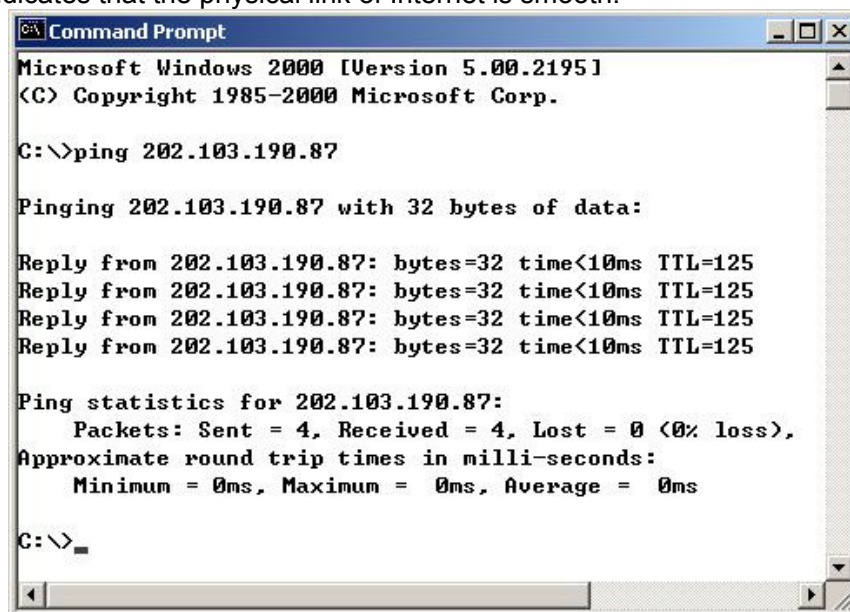 dicates that the physical link of Internet is smooth.
Command Prompt
Microsoft Windows 2000 [Version 5.00.2195]
(C) Copyright 1985-2000 Microsoft Corp.
C:\>ping 202.103.190.87
Pinging 202.103.190.87 with 32 bytes of data:
Reply from 202.103.190.87: bytes=32 time<10ms TTL=125
Reply from 202.103.190.87: bytes=32 time<10ms TTL=125
Reply from 202.103.190.87: bytes=32 time<10ms TTL=125
Reply from 202.103.190.87: bytes=32 time<10ms TTL=125
Ping statistics for 202.103.190.87:
Packets: Sent = 4, Received = 4, Lost = 0 (0% loss),
Approximate round trip times in milli-seconds:
Minimum = 0ms, Maximum =  0ms, Average =  0ms
C:\>_